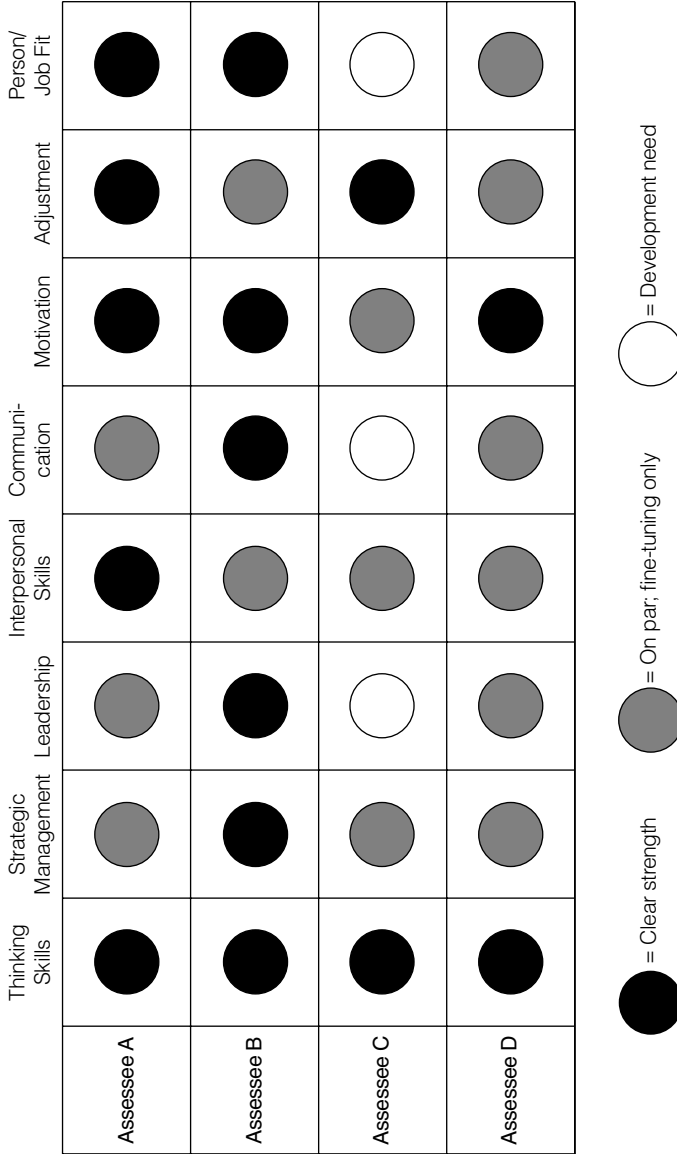 Thinking
Skills
Strategic
Management
Leadership
Interpersonal
Skills
Communi-
cation
Motivation
Adjustment
Person/
Job Fit
Assessee A
Assessee B
Assessee C
Assessee D
= Clear strength
= On par; fine-tuning only
= Development need